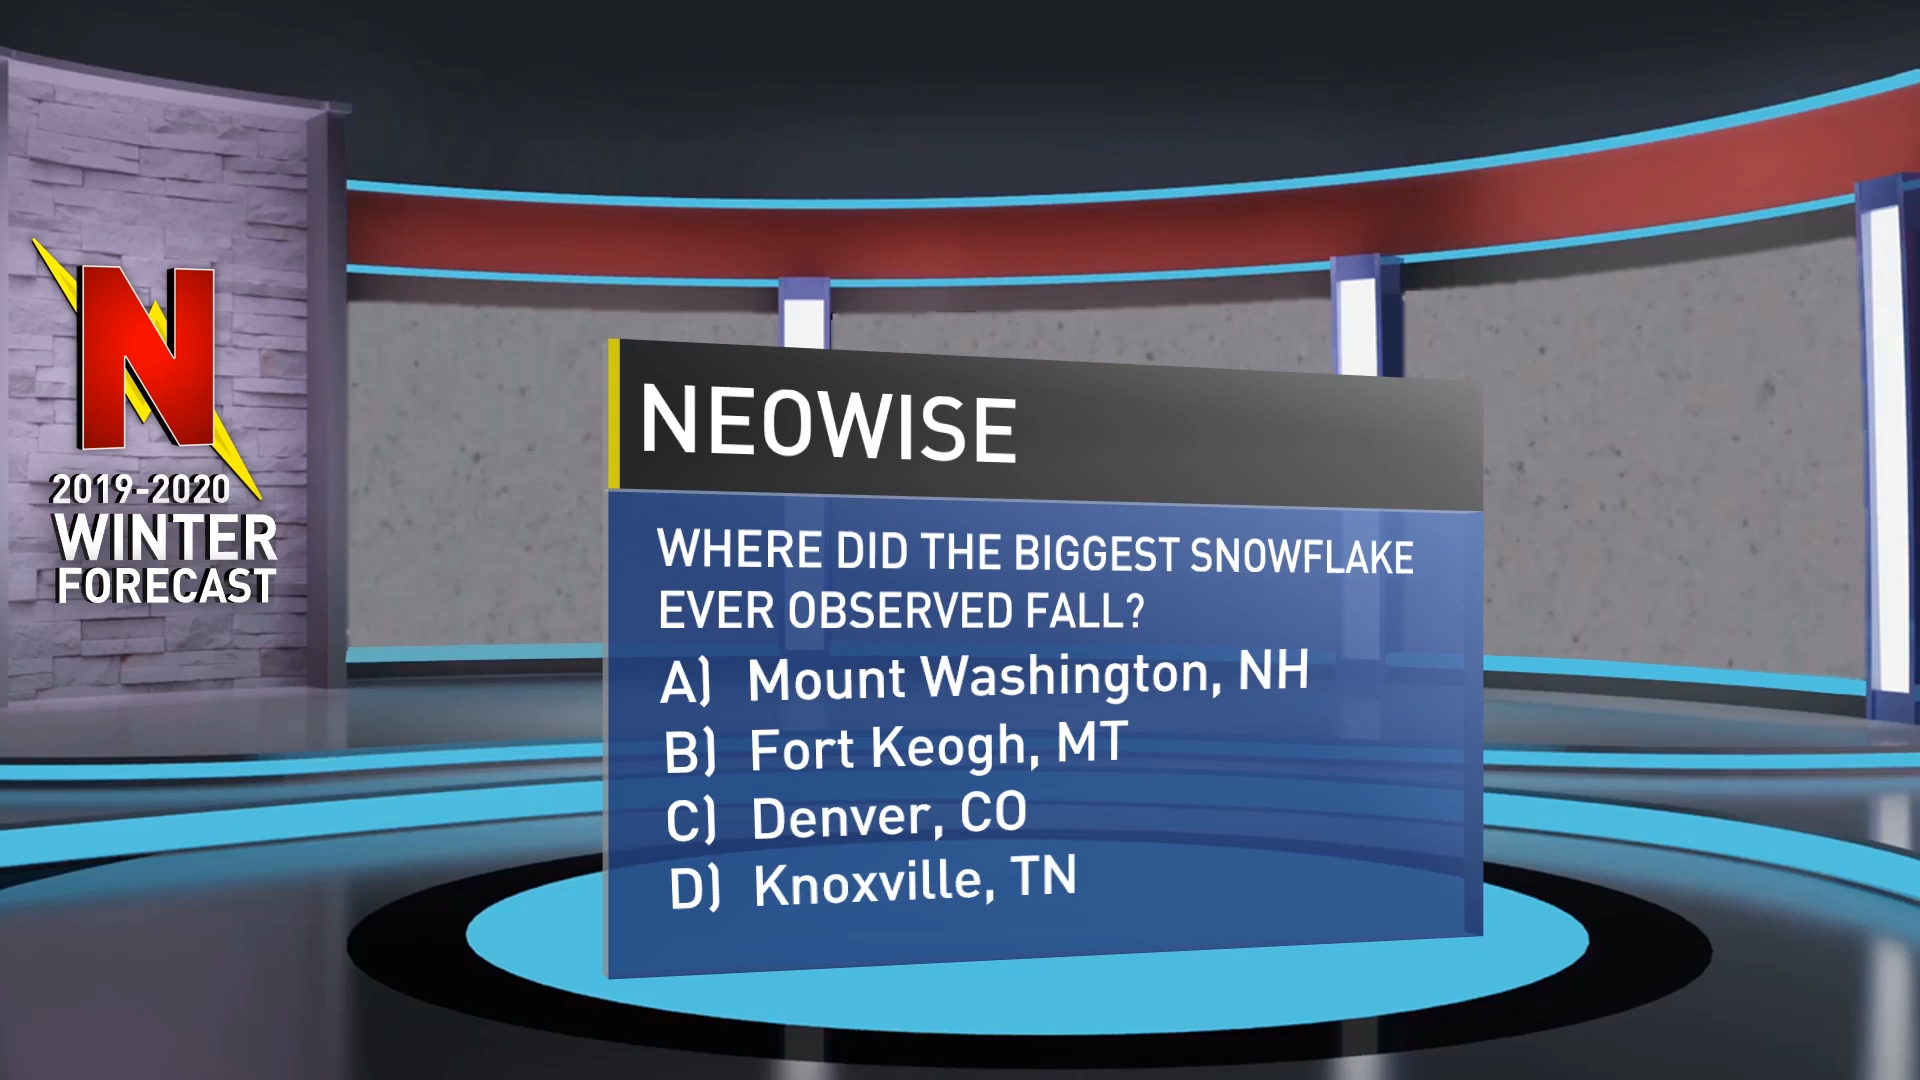 N
2019-2020
WINTER
FORECAST
NEOWISE
WHERE DID THE BIGGEST SNOWFLAKE
EVER OBSERVED FALL?
A) Mount Washington, NH
B) Fort Keogh, MT
C) Denver, CO
D) Knoxville, TN